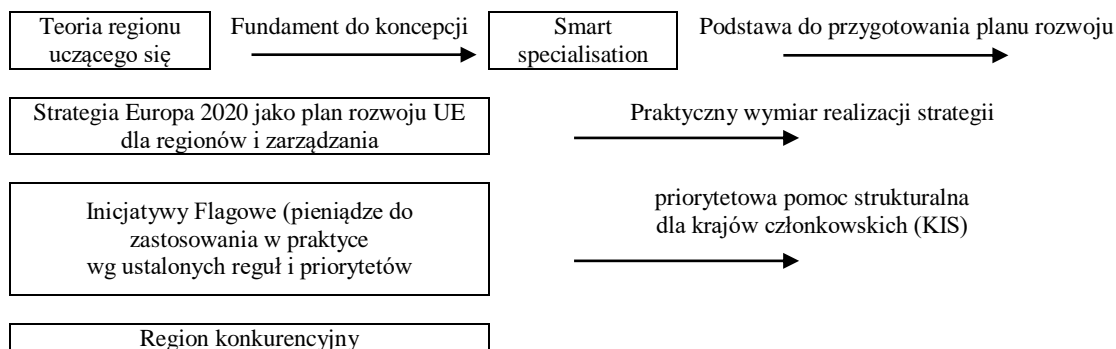 Teoria regionu
uczącego się
Fundament do koncepcji
Smart
specialisation
Podstawa do przygotowania planu rozwoju
Strategia Europa 2020 jako plan rozwoju UE
dla regionów i zarządzania
Praktyczny wymiar realizacji strategii
Inicjatywy Flagowe (pieniądze do
zastosowania w praktyce
wg ustalonych reguł i priorytetów
priorytetowa pomoc strukturalna
dla krajów członkowskich (KIS)
Region konkurencyjny